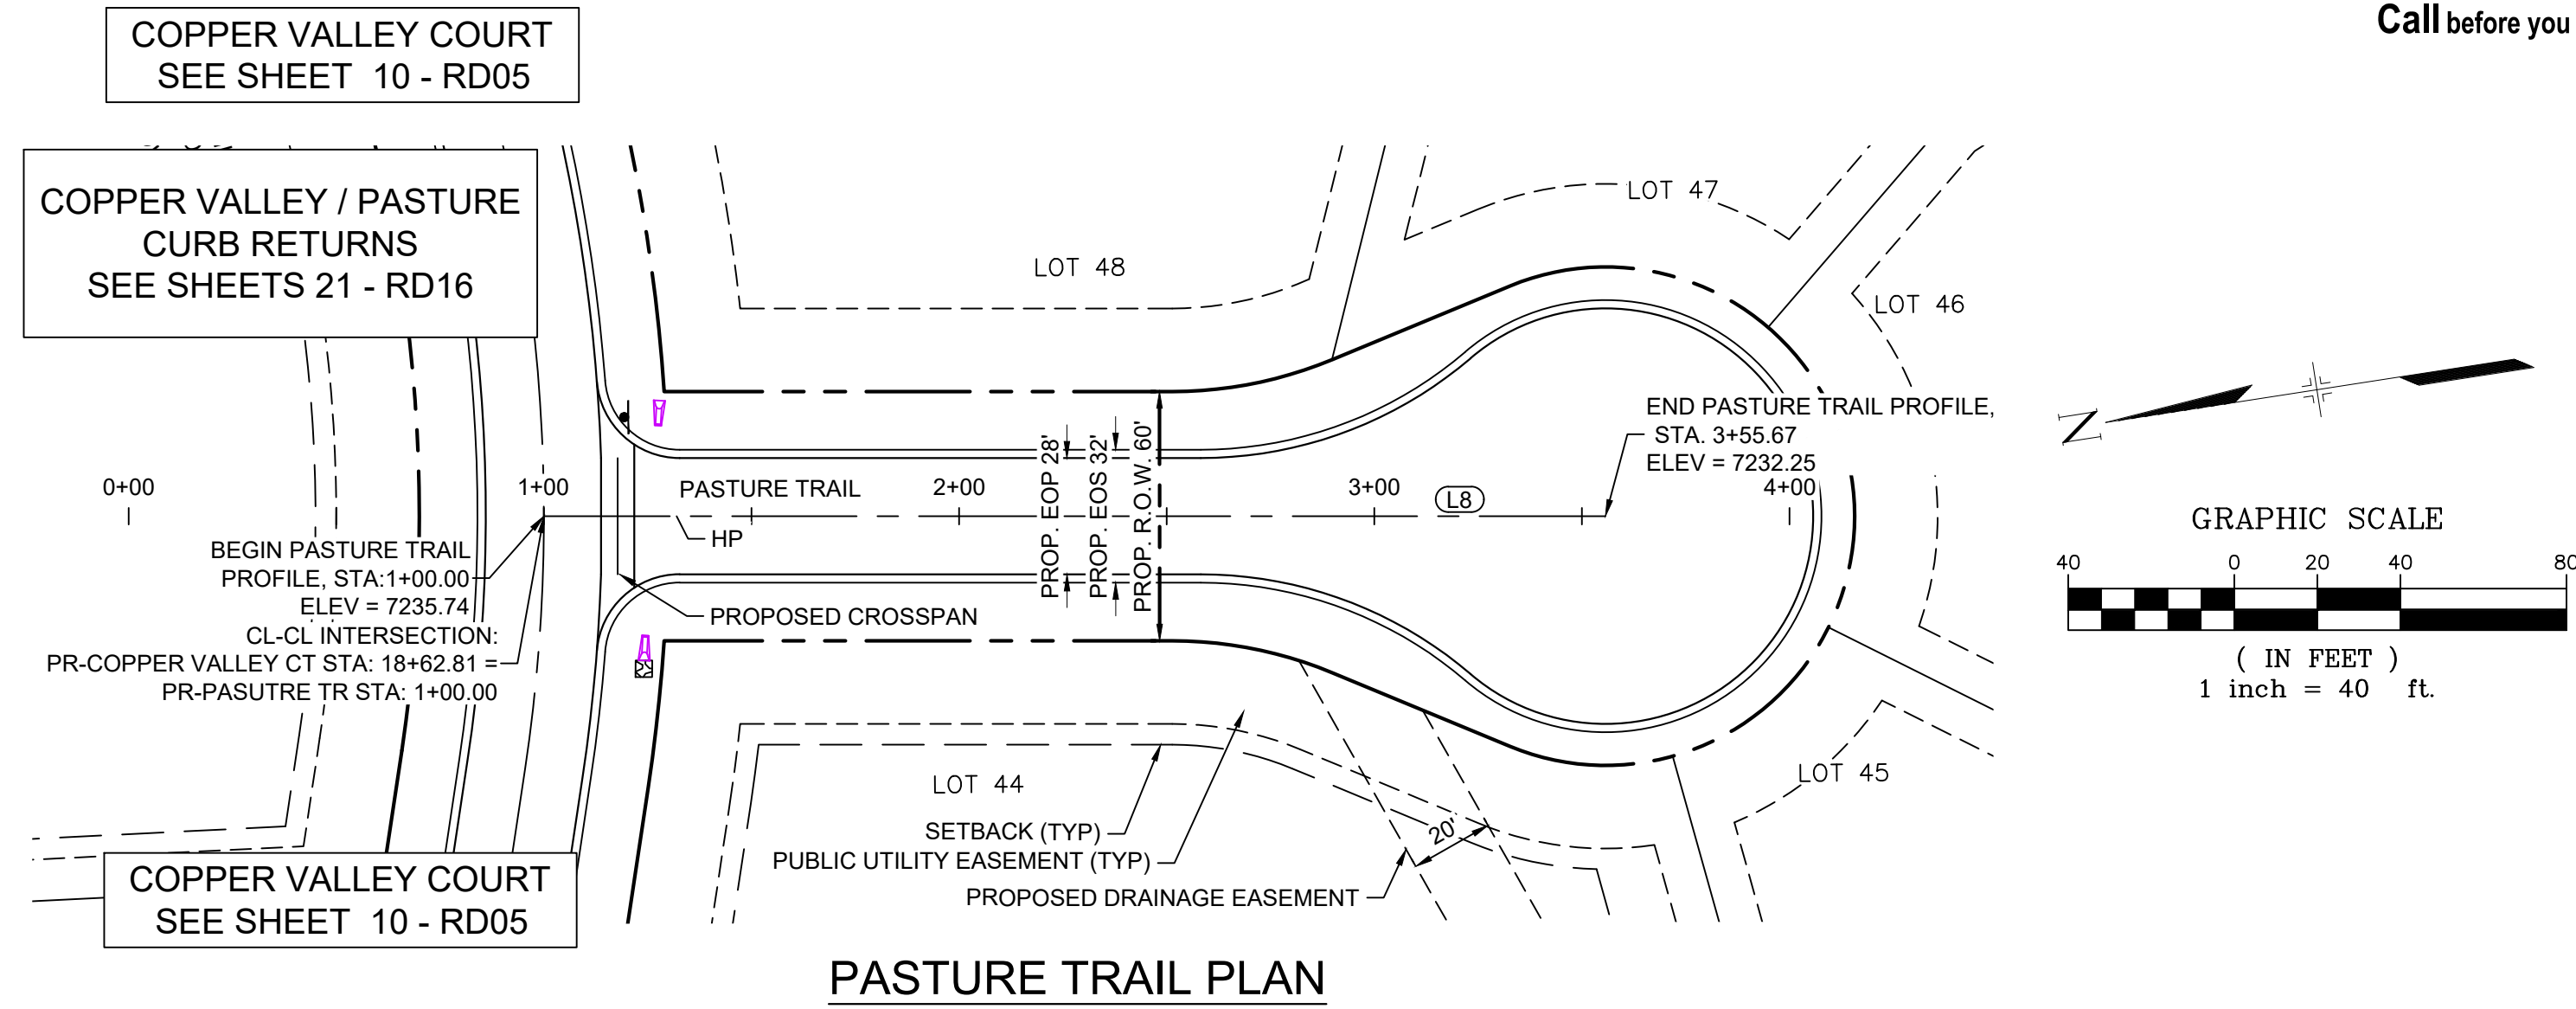 COPPER VALLEY COURT
SEE SHEET 10 - RD05
Call before you
COPPER VALLEY / PASTURE
CURB RETURNS
SEE SHEETS 21 - RD16
LOT 47
LOT 48
LOT 46
END PASTURE TRAIL PROFILE,
STA. 3+55.67
ELEV = 7232.25
0+00
1+00
PASTURE TRAIL
2+00
3+00
L8
4+00
HP
PROP. EOP 28'
PROP. EOS 32'
PROP. R.O.W. 60'
BEGIN PASTURE TRAIL
PROFILE, STA:1+00.00
ELEV = 7235.74
CL-CL INTERSECTION:
PR-COPPER VALLEY CT STA: 18+62.81 =
PR-PASUTRE TR STA: 1+00.00
PROPOSED CROSSPAN
N
GRAPHIC SCALE
40 0 20 40 80
( IN FEET )
1 inch = 40 ft.
LOT 44
LOT 45
SETBACK (TYP)
PUBLIC UTILITY EASEMENT (TYP)
20'
PROPOSED DRAINAGE EASEMENT
COPPER VALLEY COURT
SEE SHEET 10 - RD05
PASTURE TRAIL PLAN